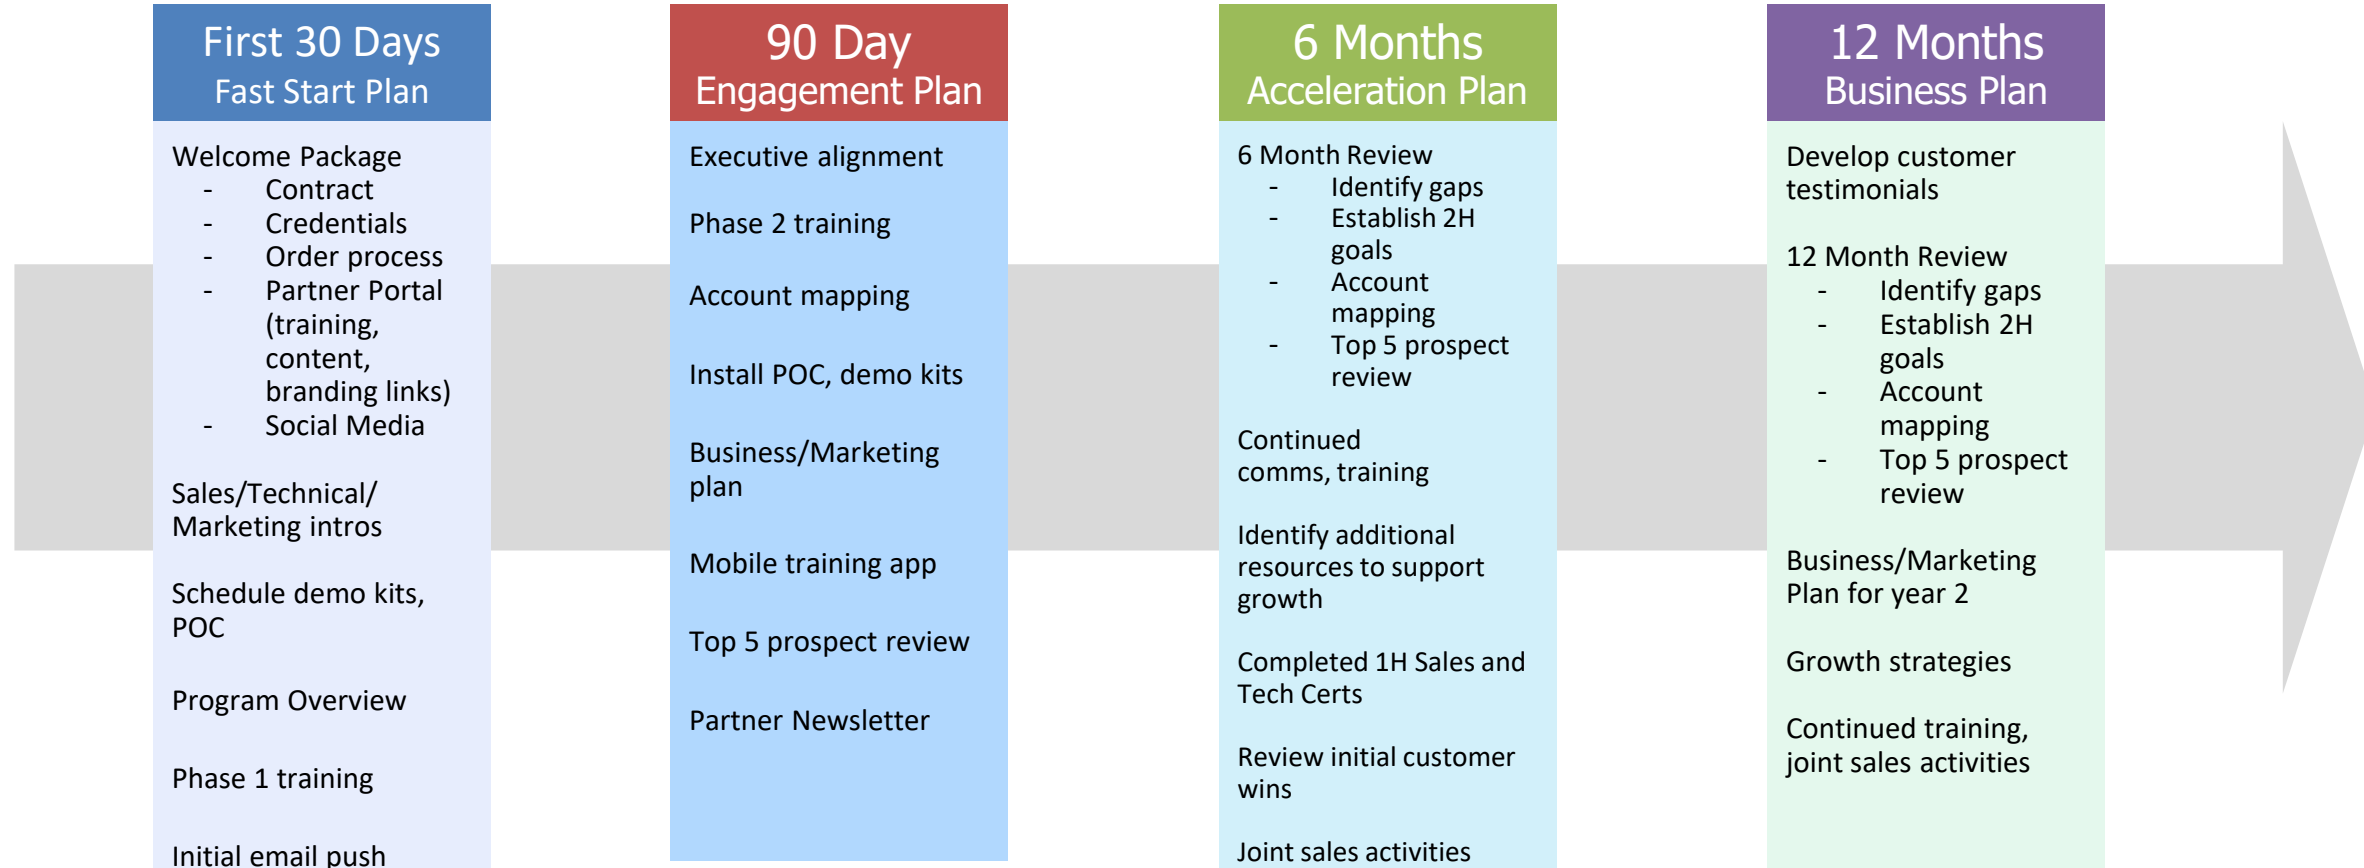 First 30 Days
Fast Start Plan
Welcome Package
- Contract
- Credentials
- Order process
- Partner Portal
(training,
content,
branding links)
- Social Media
Sales/Technical/
Marketing intros
Schedule demo kits,
POC
Program Overview
Phase 1 training
Initial email push
90 Day
Engagement Plan
Executive alignment
Phase 2 training
Account mapping
Install POC, demo kits
Business/Marketing
plan
Mobile training app
Top 5 prospect review
Partner Newsletter
6 Months
Acceleration Plan
6 Month Review
- Identify gaps
- Establish 2H
goals
- Account
mapping
- Top 5 prospect
review
Continued
comms, training
Identify additional
resources to support
growth
Completed 1H Sales and
Tech Certs
Review initial customer
wins
Joint sales activities
12 Months
Business Plan
Develop customer
testimonials
12 Month Review
- Identify gaps
- Establish 2H
goals
- Account
mapping
- Top 5 prospect
review
Business/Marketing
Plan for year 2
Growth strategies
Continued training,
joint sales activities